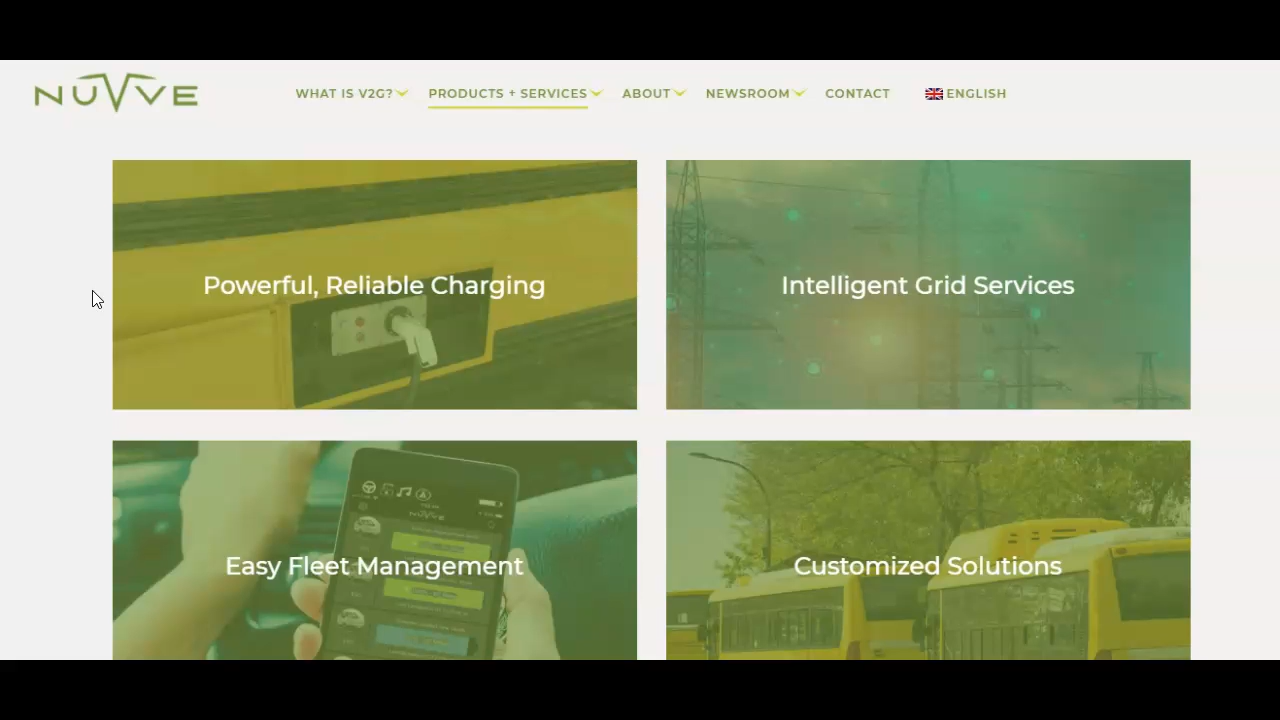 NUVVE
WHAT IS V2G?
PRODUCTS + SERVICES
ABOUT
NEWSROOM
CONTACT
ENGLISH
Powerful, Reliable Charging
Intelligent Grid Services
NUVVE
Easy Fleet Management
Customized Solutions